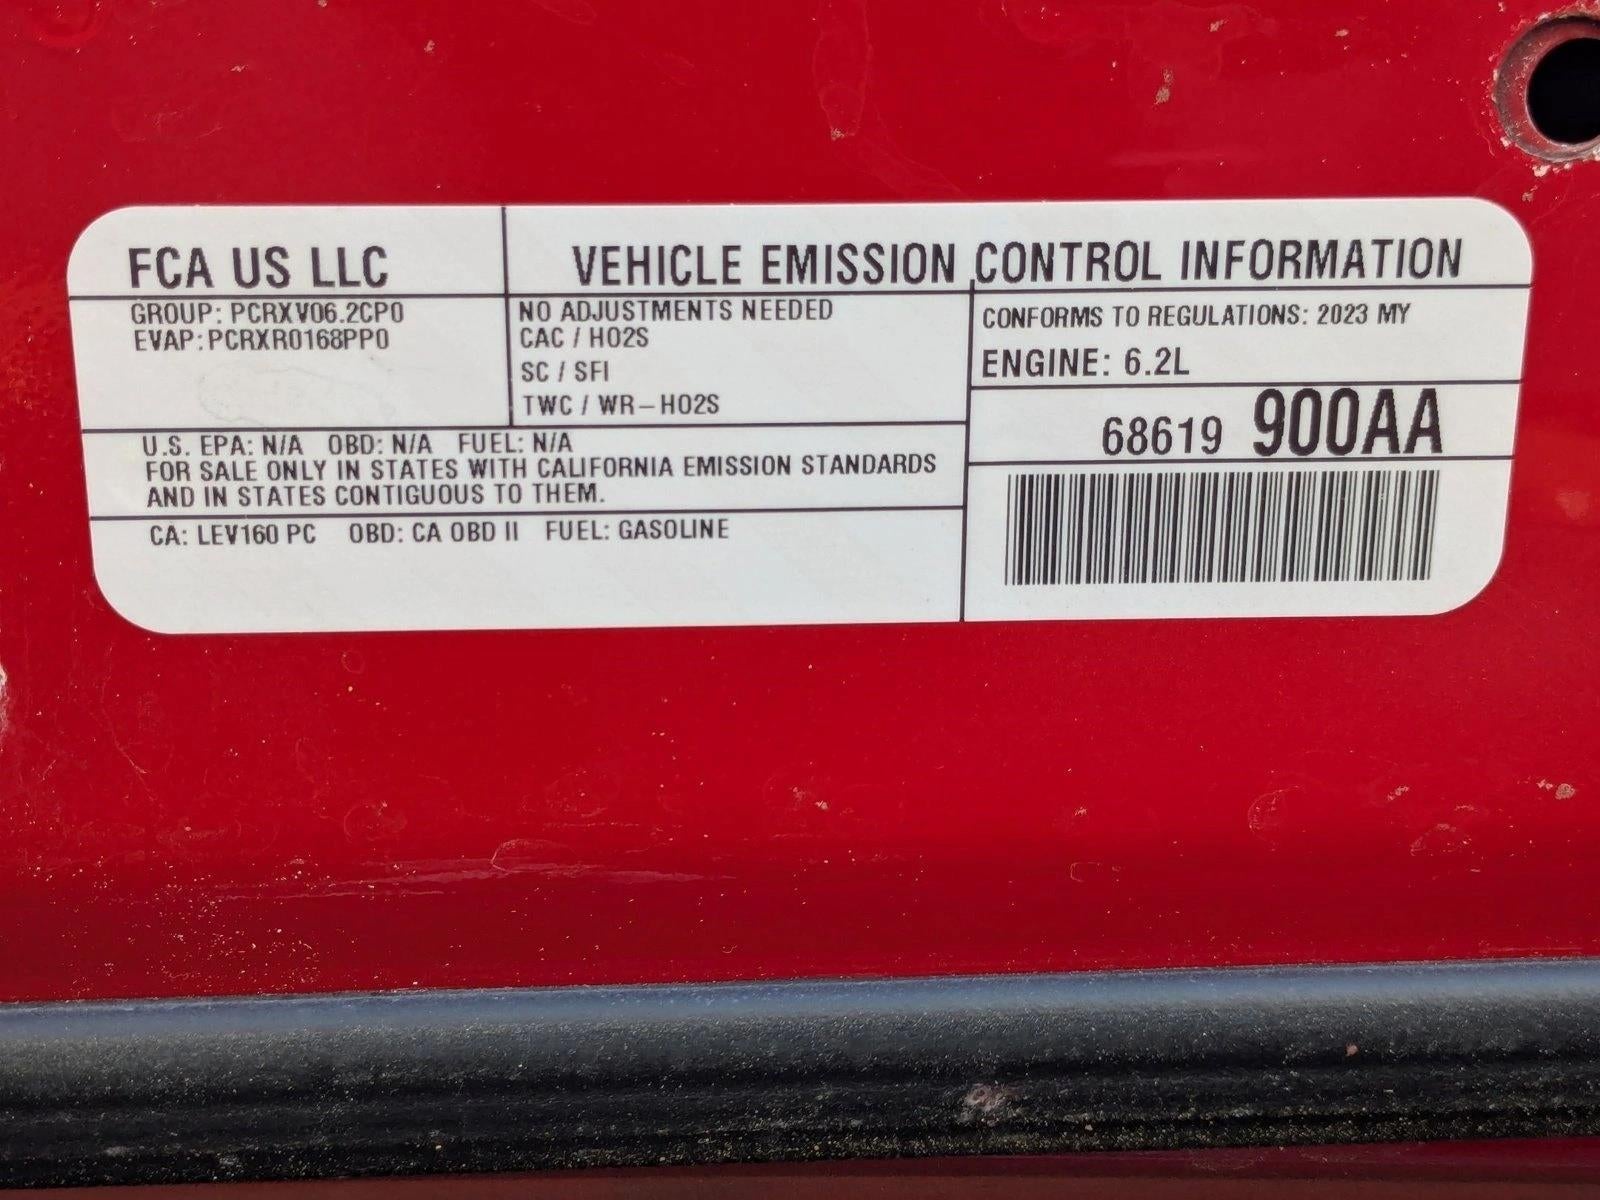 FCA US LLC
VEHICLE EMISSION CONTROL INFORMATION
GROUP: PCRXV06.2CP0
EVAP: PCRXR0168PP0
NO ADJUSTMENTS NEEDED
CAC / HO2S
SC / SFI
TWC / WR-HO2S
CONFORMS TO REGULATIONS: 2023 MY
ENGINE: 6.2L
68619 900AA
U.S. EPA: N/A OBD: N/A FUEL: N/A
FOR SALE ONLY IN STATES WITH CALIFORNIA EMISSION STANDARDS
AND IN STATES CONTIGUOUS TO THEM.
CA: LEV160 PC OBD: CA OBD II FUEL: GASOLINE